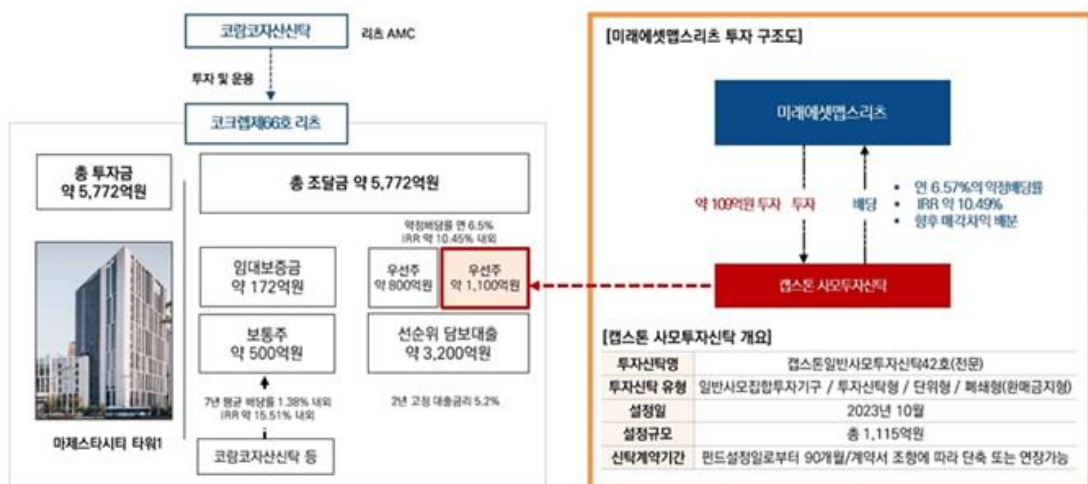 코람코자산신탁
리츠 AMC
투자 및 운용
코크렙제66호 리츠
총 투자금
약 5,772억원
총 조달금 약 5,772억원
약정배당률 연 6.5%
IRR 약 10.45% 내외
임대보증금
약 172억원
우선주
약 800억원
우선주
약 1,100억원
보통주
약 500억원
선순위 담보대출
약 3,200억원
7년 평균 배당률 1.38% 내외
IRR 약 15.51% 내외
2년 고정 대출금리 5.2%
마제스타시티 타워1
코람코자산신탁 등
[미래에셋맵스리츠 투자 구조도]
미래에셋맵스리츠
약 109억원 투자
투자
배당
• 연 6.57%의 약정배당률
• IRR 약 10.49%
• 향후 매각차익 배분
캡스톤 사모투자신탁
[캡스톤 사모투자신탁 개요]
투자신탁명 캡스톤일반사모투자신탁42호(전문)
투자신탁 유형 일반사모집합투자기구 / 투자신탁형 / 단위형 / 폐쇄형(환매금지형)
설정일 2023년 10월
설정규모 총 1,115억원
신탁계약기간 펀드설정일로부터 90개월/계약서 조항에 따라 단축 또는 연장가능